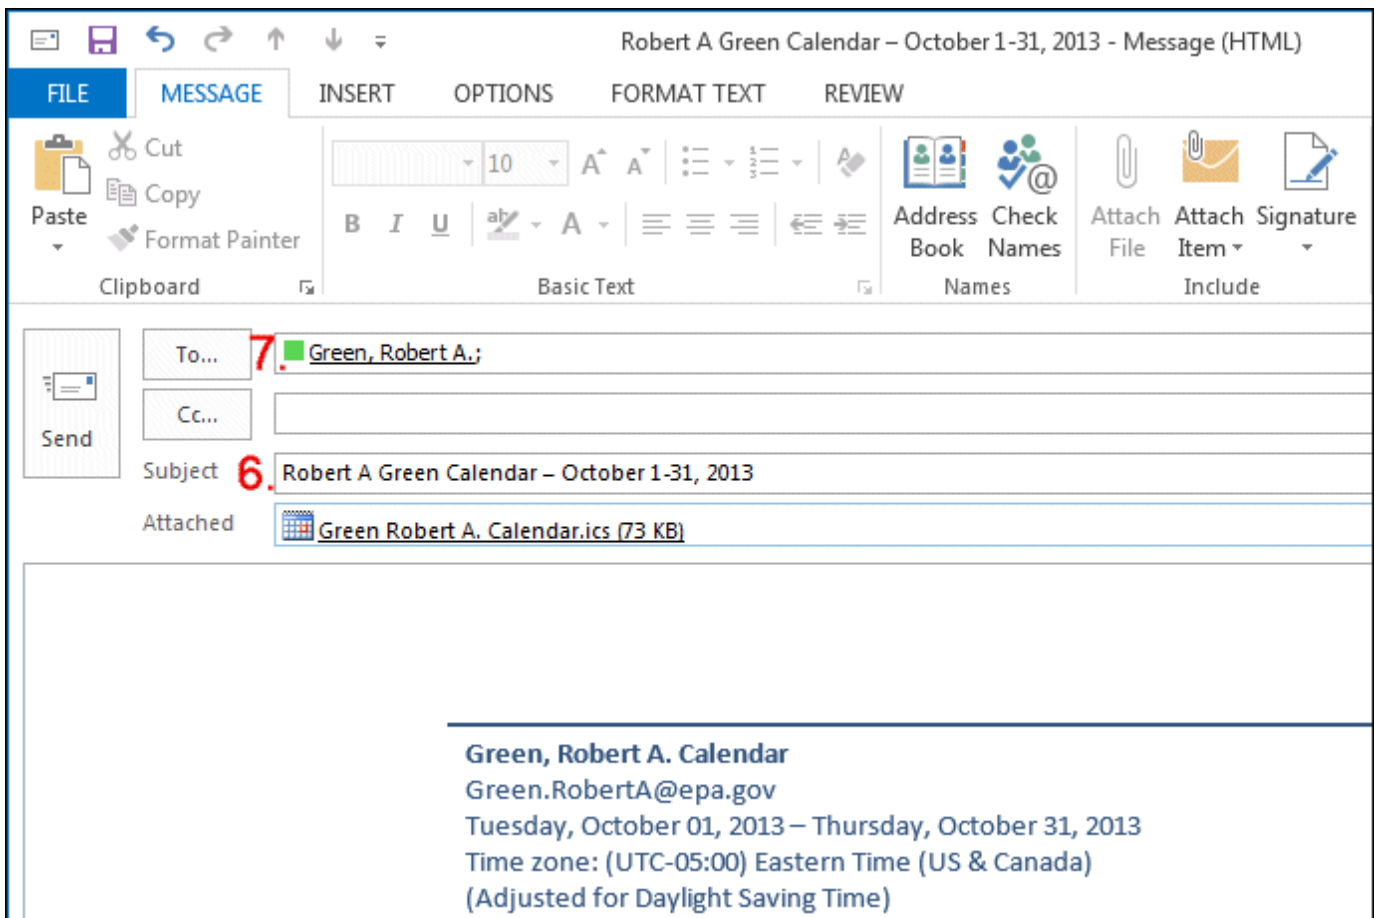 Robert A Green Calendar – October 1-31, 2013 - Message (HTML)
FILE MESSAGE INSERT OPTIONS FORMAT TEXT REVIEW
Cut
Copy
Format Painter
Paste
Clipboard
10
A A
B I U A
Basic Text
Address Book
Check Names
Names
Attach File
Attach Item
Signature
Include
Send
To... 7. Green, Robert A.;
Cc...
Subject 6. Robert A Green Calendar – October 1-31, 2013
Attached Green Robert A. Calendar.ics (73 KB)
Green, Robert A. Calendar
Green.RobertA@epa.gov
Tuesday, October 01, 2013 – Thursday, October 31, 2013
Time zone: (UTC-05:00) Eastern Time (US & Canada)
(Adjusted for Daylight Saving Time)